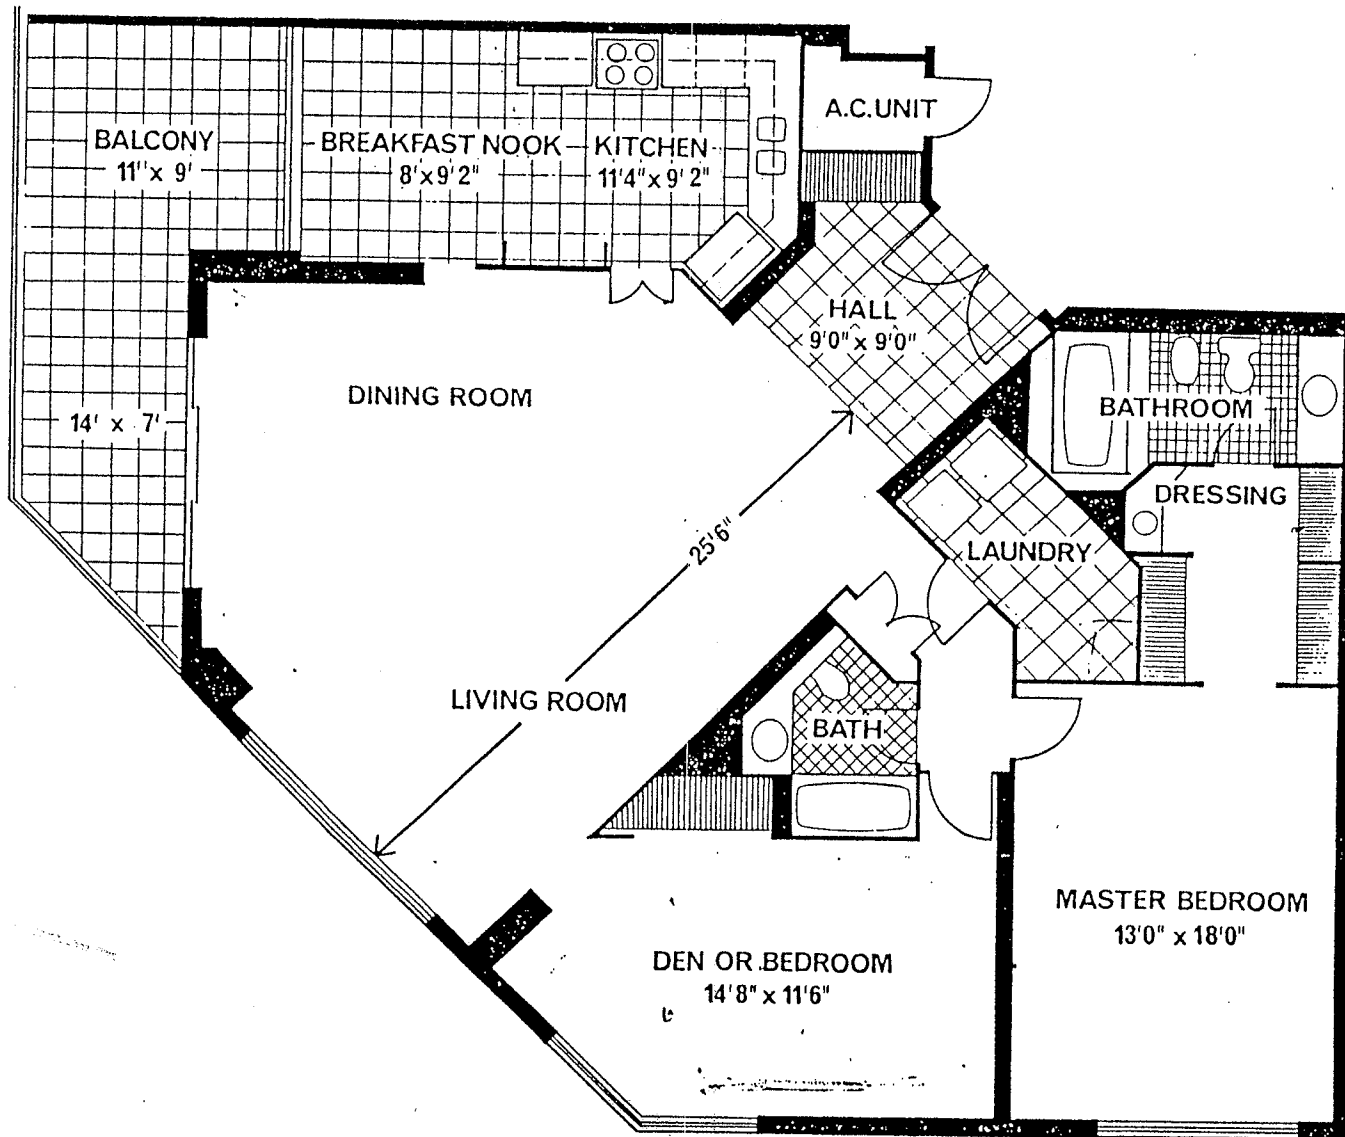 A.C.UNIT
BALCONY
11"x 9'
BREAKFAST NOOK
8'x9'2"
KITCHEN
11'4"x9'2"
HALL
9'0" x 9'0"
DINING ROOM
14' x 7'
BATHROOM
DRESSING
25'6"
LAUNDRY
LIVING ROOM
BATH
MASTER BEDROOM
13'0" x 18'0"
DEN OR BEDROOM
14'8" x 11'6"